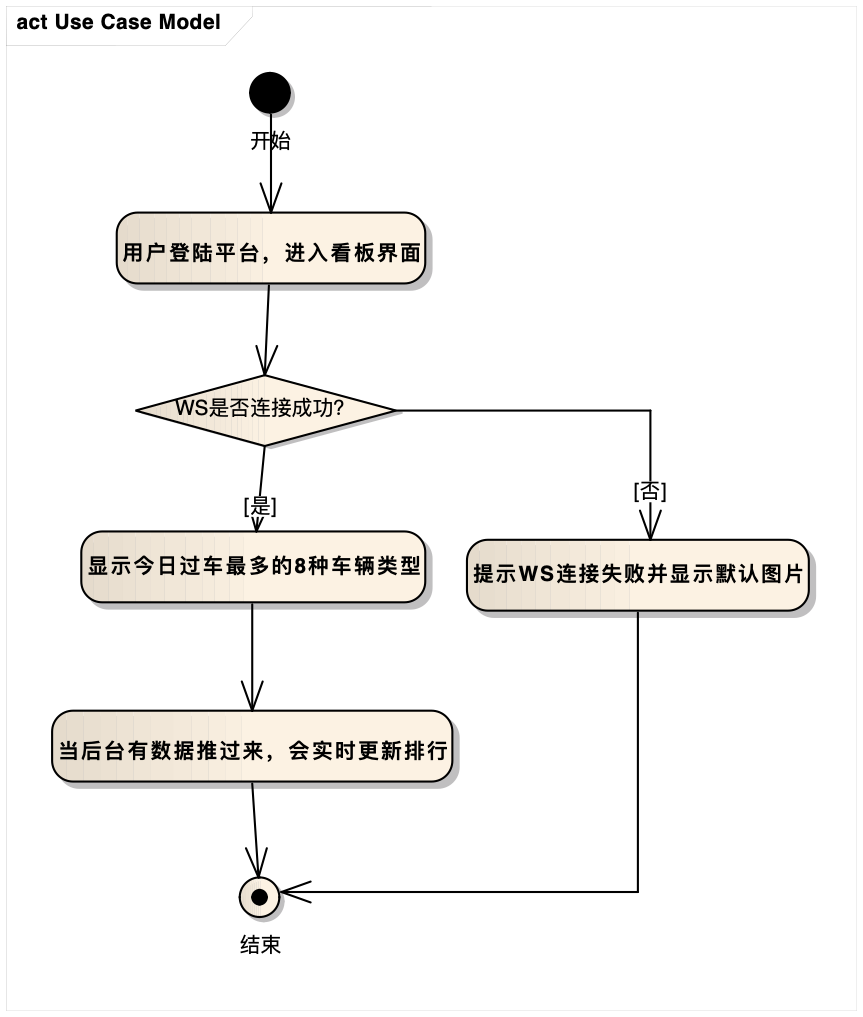 act Use Case Model
开始
用户登陆平台，进入看板界面
WS是否连接成功?
[是]
[否]
显示今日过车最多的8种车辆类型
提示WS连接失败并显示默认图片
当后台有数据推过来，会实时更新排行
结束